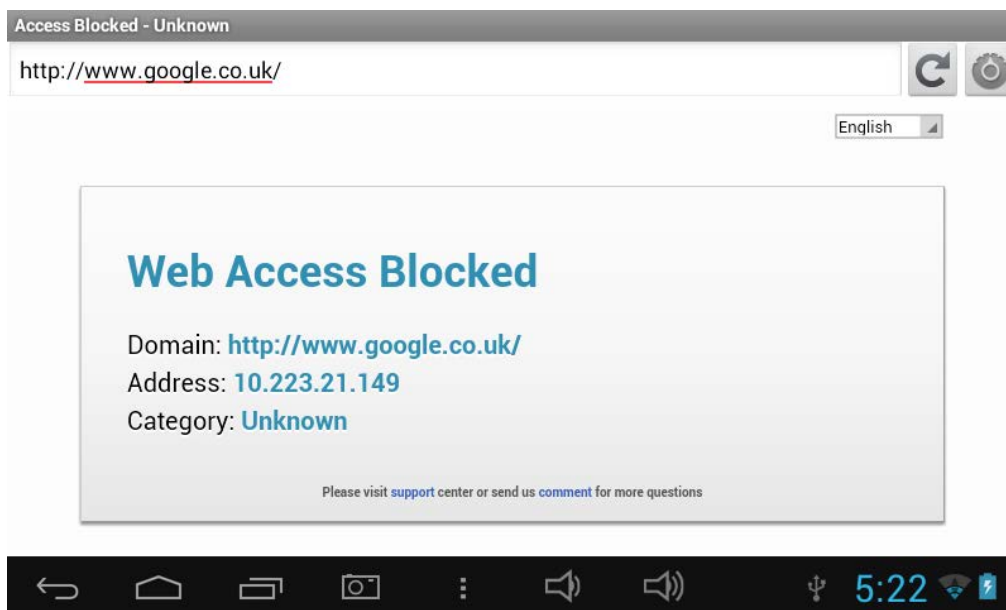 Access Blocked - Unknown
http://www.google.co.uk/
English
Web Access Blocked
Domain: http://www.google.co.uk/
Address: 10.223.21.149
Category: Unknown
Please visit support center or send us comment for more questions
5:22